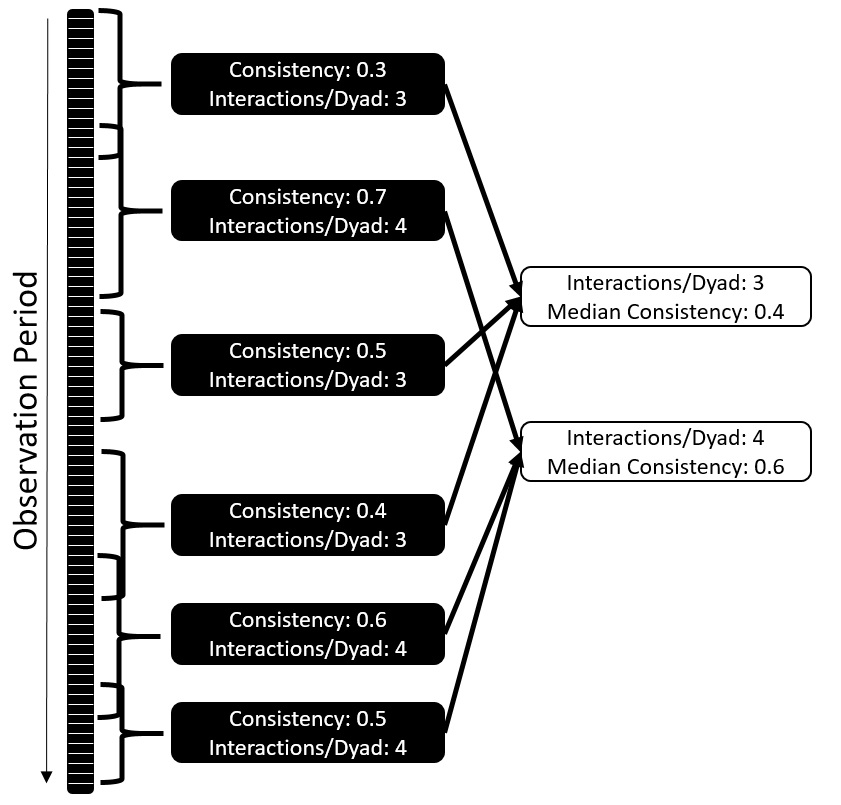 Observation Period
Consistency: 0.3
Interactions/Dyad: 3
Consistency: 0.7
Interactions/Dyad: 4
Consistency: 0.5
Interactions/Dyad: 3
Consistency: 0.4
Interactions/Dyad: 3
Consistency: 0.6
Interactions/Dyad: 4
Consistency: 0.5
Interactions/Dyad: 4
Interactions/Dyad: 3
Median Consistency: 0.4
Interactions/Dyad: 4
Median Consistency: 0.6